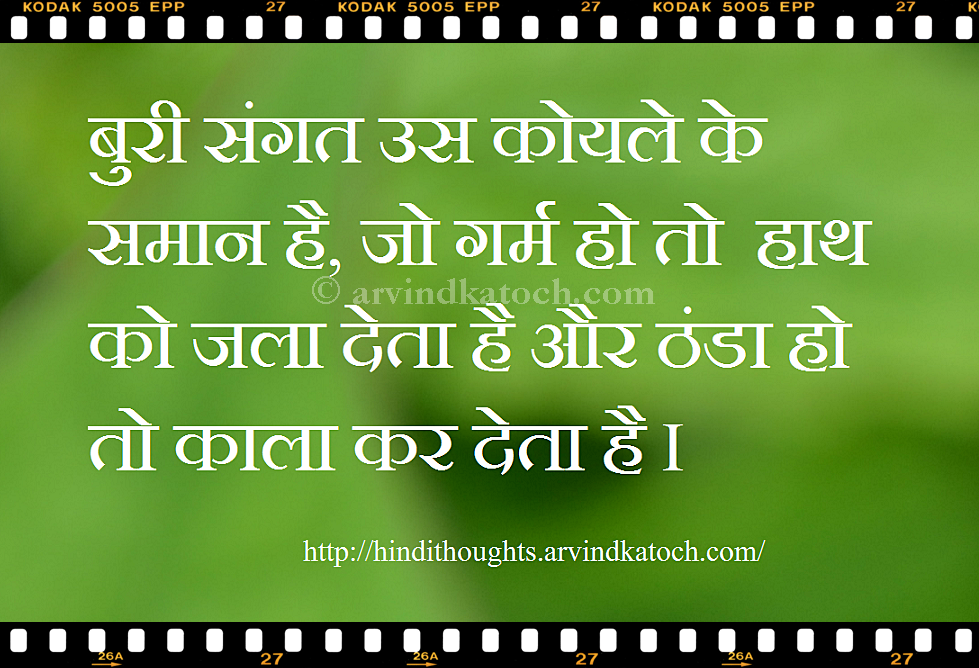 KODAK 5005 EPP 27 KODAK 5005 EPP 27 KODAK 5005 EPP 27 K
बुरी संगत उस कोयले के
समान है, जो गर्म हो तो हाथ
© arvindkatoch.com
को जला देता है और ठंडा हो
तो काला कर देता है I
http://hindithoughts.arvindkatoch.com/
26A 27 26A 27 26A 27